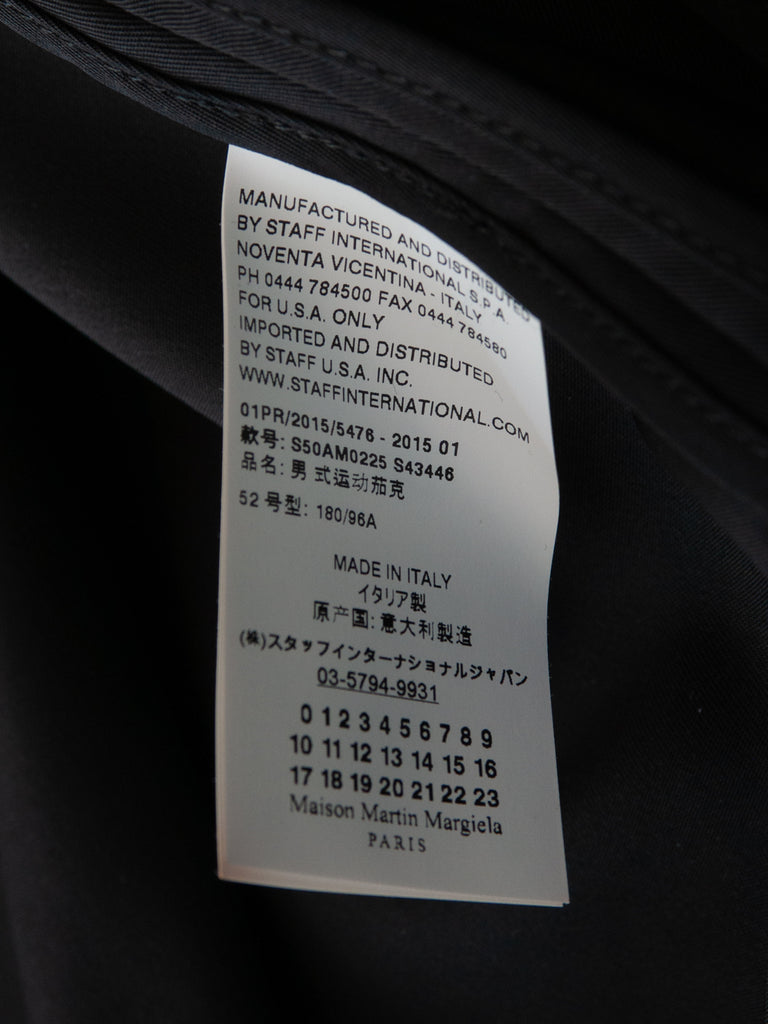 MANUFACTURED AND DISTRIBUTED
BY STAFF INTERNATIONAL S.P.A.
NOVENTA VICENTINA - ITALY
PH 0444 784500 FAX 0444 784580
FOR U.S.A. ONLY
IMPORTED AND DISTRIBUTED
BY STAFF U.S.A. INC.
WWW.STAFFINTERNATIONAL.COM
01PR/2015/5476 - 2015 01
款号: S50AM0225 S43446
品名: 男式运动茄克
52 号型: 180/96A
MADE IN ITALY
イタリア製
原产国: 意大利製造
(株)スタッフインターナショナルジャパン
03-5794-9931
0 1 2 3 4 5 6 7 8 9
10 11 12 13 14 15 16
17 18 19 20 21 22 23
Maison Martin Margiela
PARIS